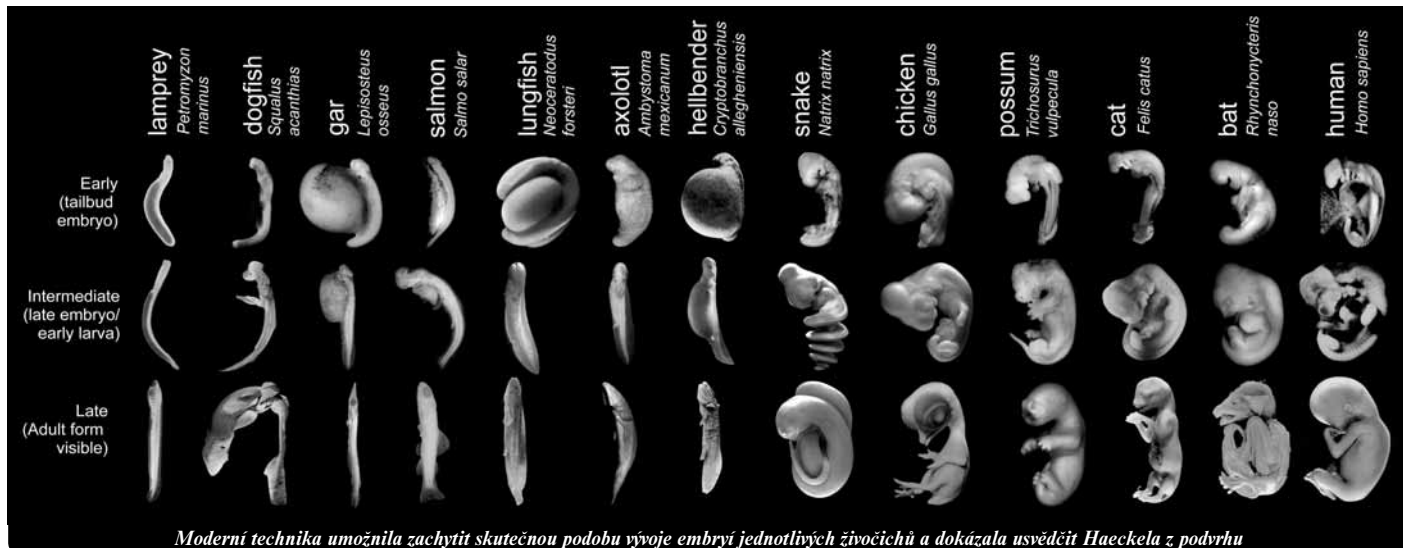 lamprey
Petromyzon
marinus
dogfish
Squalus
acanthias
gar
Lepisosteus
osseus
salmon
Salmo salar
lungfish
Neoceratodus
forsteri
axolotl
Ambystoma
mexicanum
hellbender
Cryptobranchus
allegheniensis
snake
Natrix natrix
chicken
Gallus gallus
possum
Trichosurus
vulpecula
cat
Felis catus
bat
Rhynchonycteris
naso
human
Homo sapiens
Early
(tailbud
embryo)
Intermediate
(late embryo/
early larva)
Late
(Adult form
visible)
Moderní technika umožnila zachytit skutečnou podobu vývoje embryí jednotlivých živočichů a dokázala usvědčit Haeckela z podvrhu